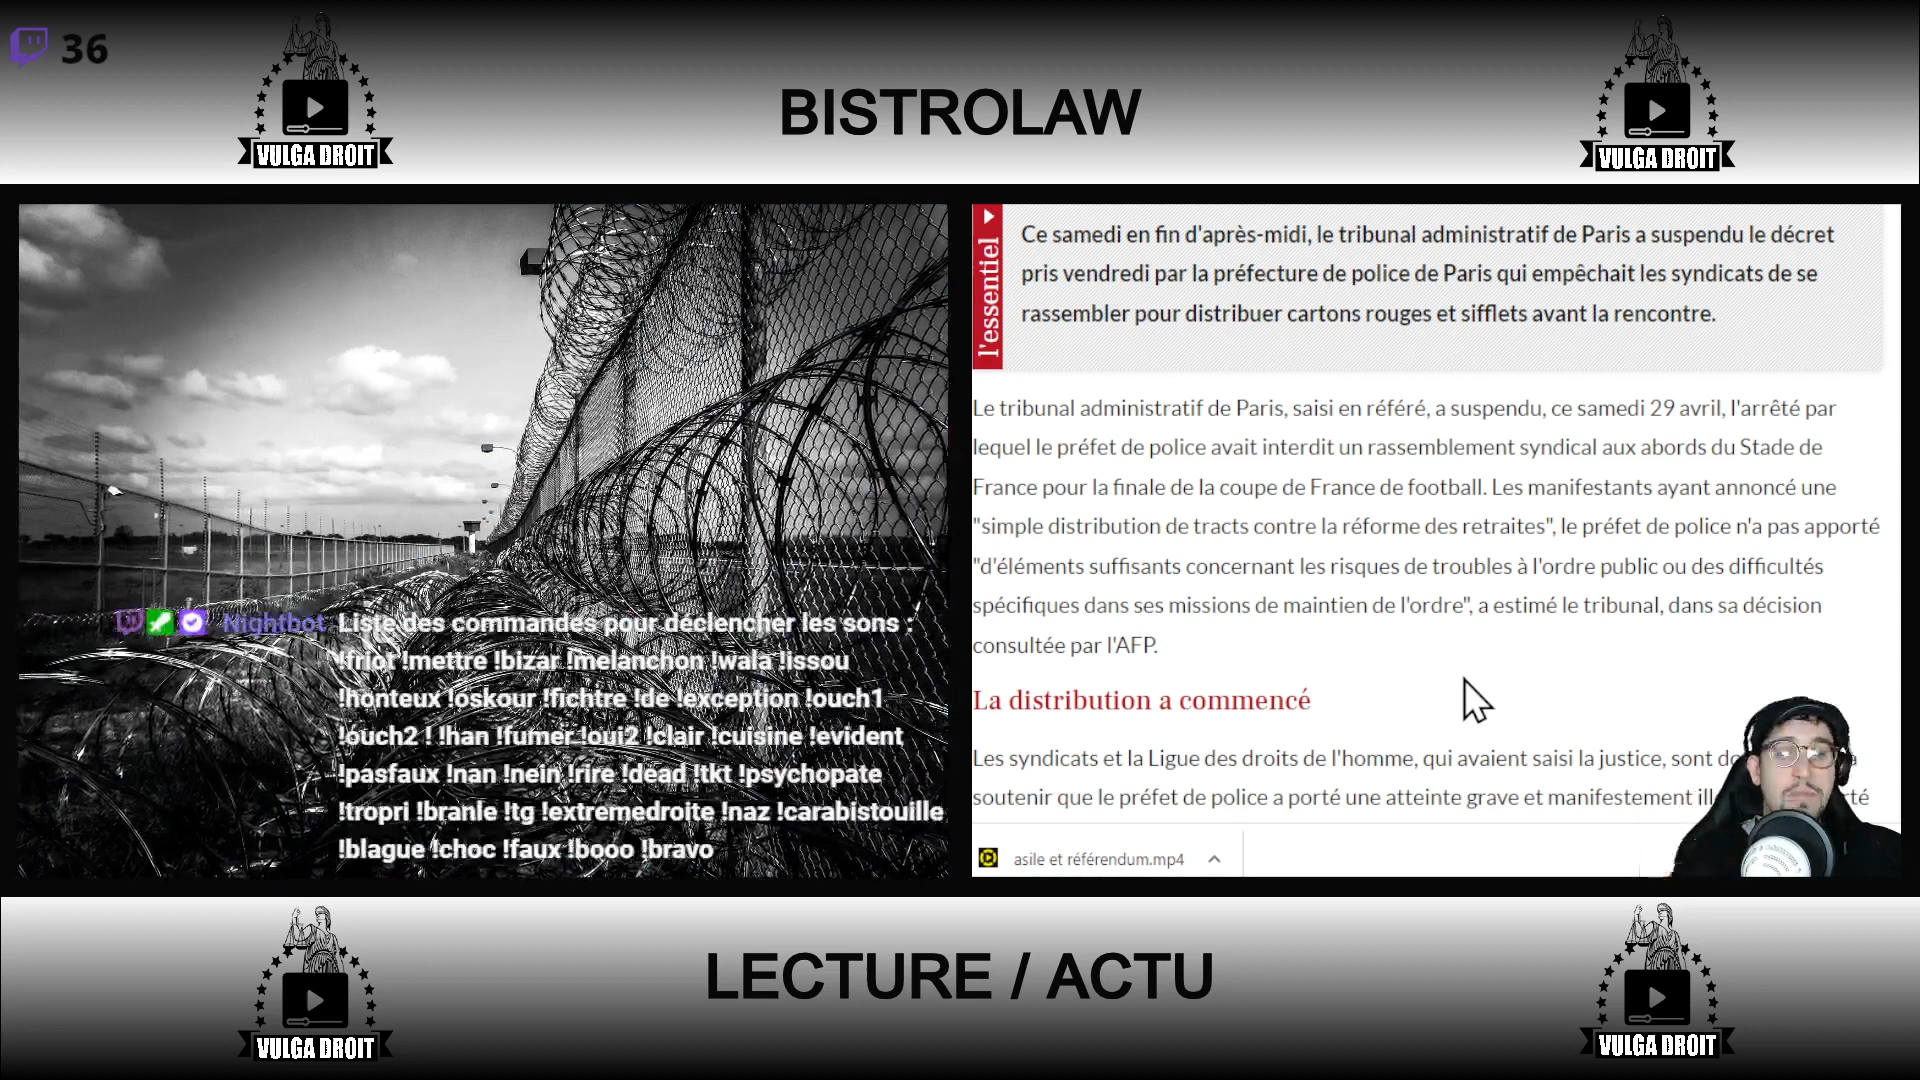 36
VULGA DROIT
BISTROLAW
VULGA DROIT
Nightbot Liste des commandes pour déclencher les sons :
!friot !mettre !bizar !melanchon !wala !issou
!honteux !oskour !fichtre !de !exception !ouch1
!ouch2 ! !han !fumer !oui2 !clair !cuisine !evident
!pasfaux !nan !nein !rire !dead !tkt !psychopate
!tropri !branle !tg !extremedroite !naz !carabistouille
!blague !choc !faux !booo !bravo
l'essentiel
Ce samedi en fin d'après-midi, le tribunal administratif de Paris a suspendu le décret
pris vendredi par la préfecture de police de Paris qui empêchait les syndicats de se
rassembler pour distribuer cartons rouges et sifflets avant la rencontre.
Le tribunal administratif de Paris, saisi en référé, a suspendu, ce samedi 29 avril, l'arrêté par
lequel le préfet de police avait interdit un rassemblement syndical aux abords du Stade de
France pour la finale de la coupe de France de football. Les manifestants ayant annoncé une
"simple distribution de tracts contre la réforme des retraites", le préfet de police n'a pas apporté
"d'éléments suffisants concernant les risques de troubles à l'ordre public ou des difficultés
spécifiques dans ses missions de maintien de l'ordre", a estimé le tribunal, dans sa décision
consultée par l'AFP.
La distribution a commencé
Les syndicats et la Ligue des droits de l'homme, qui avaient saisi la justice, sont
soutenir que le préfet de police a porté une atteinte grave et manifestement
asile et référendum.mp4
VULGA DROIT
LECTURE / ACTU
VULGA DROIT